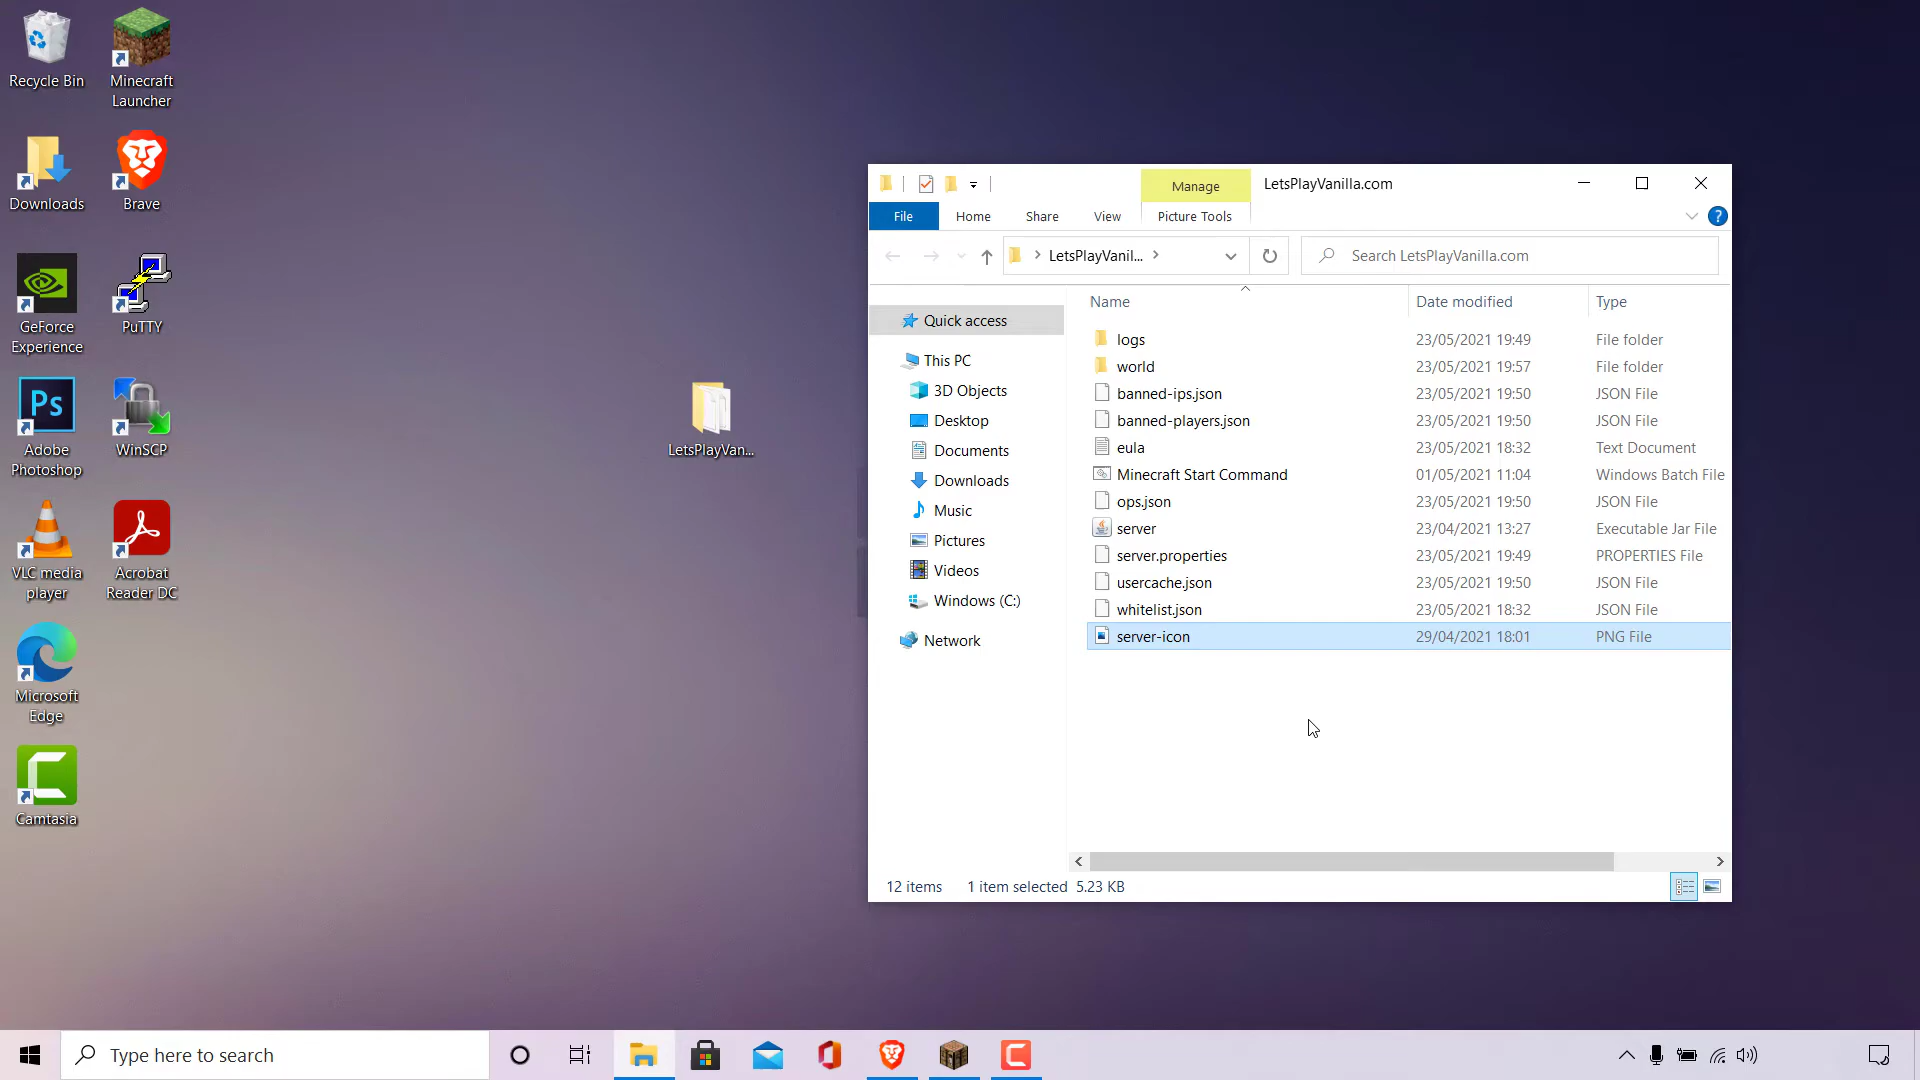 Recycle Bin
Minecraft
Launcher
Downloads
Brave
GeForce
Experience
PuTTY
Adobe
Photoshop
WinSCP
VLC media
player
Acrobat
Reader DC
Microsoft
Edge
Camtasia
LetsPlayVan...
Manage
LetsPlayVanilla.com
File
Home
Share
View
Picture Tools
LetsPlayVanil...
Search LetsPlayVanilla.com
Quick access
This PC
3D Objects
Desktop
Documents
Downloads
Music
Pictures
Videos
Windows (C:)
Network
Name Date modified Type
logs 23/05/2021 19:49 File folder
world 23/05/2021 19:57 File folder
banned-ips.json 23/05/2021 19:50 JSON File
banned-players.json 23/05/2021 19:50 JSON File
eula 23/05/2021 18:32 Text Document
Minecraft Start Command 01/05/2021 11:04 Windows Batch File
ops.json 23/05/2021 19:50 JSON File
server 23/04/2021 13:27 Executable Jar File
server.properties 23/05/2021 19:49 PROPERTIES File
usercache.json 23/05/2021 19:50 JSON File
whitelist.json 23/05/2021 18:32 JSON File
server-icon 29/04/2021 18:01 PNG File
12 items 1 item selected 5.23 KB
Type here to search
Ps
?